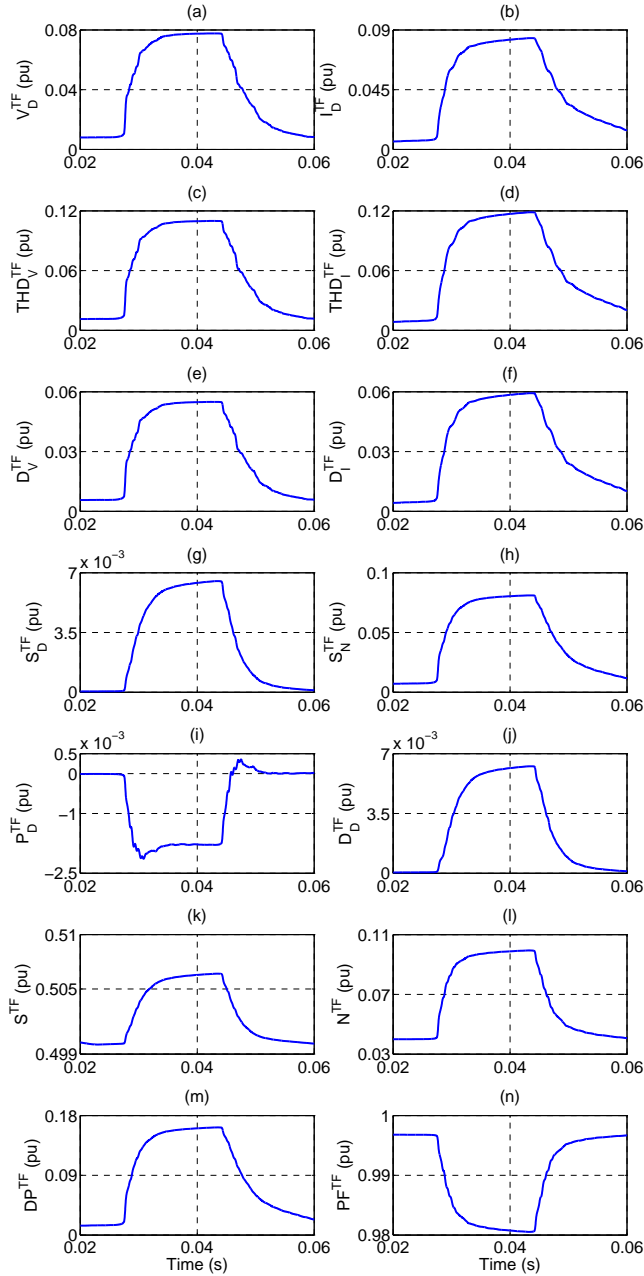 (a)
0.08
0.04
0
V_D^TF (pu)
0.02 0.04 0.06
(b)
0.09
0.045
0
I_D^TF (pu)
0.02 0.04 0.06
(c)
0.12
0.06
0
THD_V^TF (pu)
0.02 0.04 0.06
(d)
0.12
0.06
0
THD_I^TF (pu)
0.02 0.04 0.06
(e)
0.06
0.03
0
D_V^TF (pu)
0.02 0.04 0.06
(f)
0.06
0.03
0
D_I^TF (pu)
0.02 0.04 0.06
(g)
x 10^−3
7
3.5
0
S_D^TF (pu)
0.02 0.04 0.06
(h)
0.1
0.05
0
S_N^TF (pu)
0.02 0.04 0.06
(i)
x 10^−3
0.5
0
−1
−2.5
P_D^TF (pu)
0.02 0.04 0.06
(j)
x 10^−3
7
3.5
0
D_D^TF (pu)
0.02 0.04 0.06
(k)
0.51
0.505
0.499
S^TF (pu)
0.02 0.04 0.06
(l)
0.11
0.07
0.03
N^TF (pu)
0.02 0.04 0.06
(m)
0.18
0.09
0
DP^TF (pu)
0.02 0.04 0.06
Time (s)
(n)
1
0.99
0.98
PF^TF (pu)
0.02 0.04 0.06
Time (s)